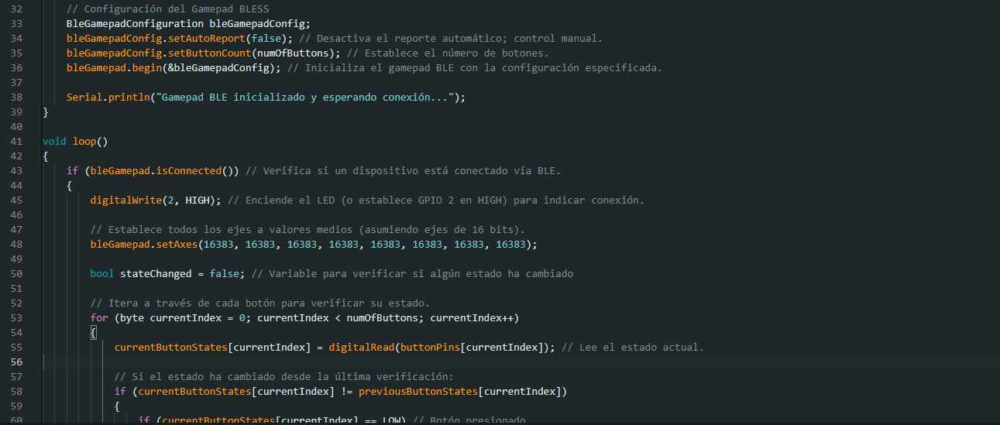 32 // Configuración del Gamepad BLESS
33 BleGamepadConfiguration bleGamepadConfig;
34 bleGamepadConfig.setAutoReport(false); // Desactiva el reporte automático; control manual.
35 bleGamepadConfig.setButtonCount(numOfButtons); // Establece el número de botones.
36 bleGamepad.begin(&bleGamepadConfig); // Inicializa el gamepad BLE con la configuración especificada.
37
38 Serial.println("Gamepad BLE inicializado y esperando conexión...");
39 }
40
41 void loop()
42 {
43 if (bleGamepad.isConnected()) // Verifica si un dispositivo está conectado vía BLE.
44 {
45 digitalWrite(2, HIGH); // Enciende el LED (o establece GPIO 2 en HIGH) para indicar conexión.
46
47 // Establece todos los ejes a valores medios (asumiendo ejes de 16 bits).
48 bleGamepad.setAxes(16383, 16383, 16383, 16383, 16383, 16383, 16383, 16383);
49
50 bool stateChanged = false; // Variable para verificar si algún estado ha cambiado
51
52 // Itera a través de cada botón para verificar su estado.
53 for (byte currentIndex = 0; currentIndex < numOfButtons; currentIndex++)
54 {
55 currentButtonStates[currentIndex] = digitalRead(buttonPins[currentIndex]); // Lee el estado actual.
56
57 // Si el estado ha cambiado desde la última verificación:
58 if (currentButtonStates[currentIndex] != previousButtonStates[currentIndex])
59 {
60 if (currentButtonStates[currentIndex] == LOW) // Botón presionado